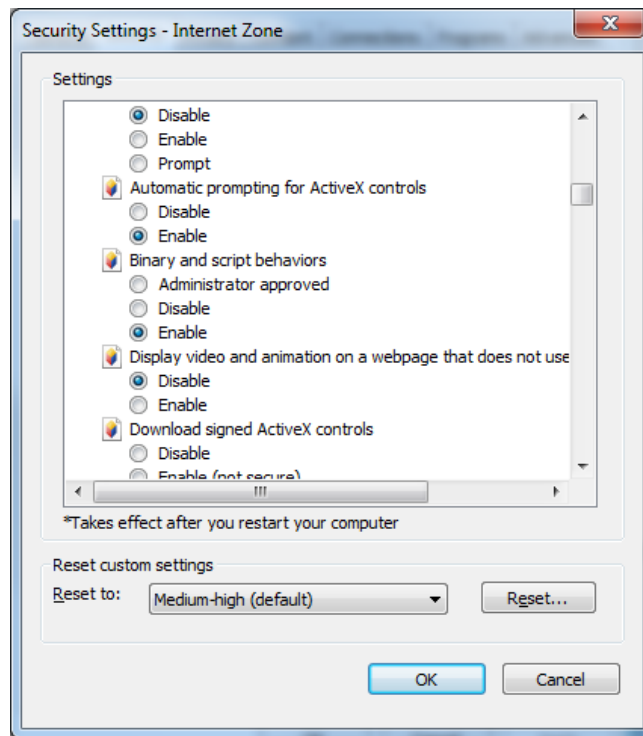 Security Settings - Internet Zone
Settings
Disable
Enable
Prompt
Automatic prompting for ActiveX controls
Disable
Enable
Binary and script behaviors
Administrator approved
Disable
Enable
Display video and animation on a webpage that does not use
Disable
Enable
Download signed ActiveX controls
Disable
Enable (not secure)
*Takes effect after you restart your computer
Reset custom settings
Reset to: Medium-high (default) Reset...
OK Cancel